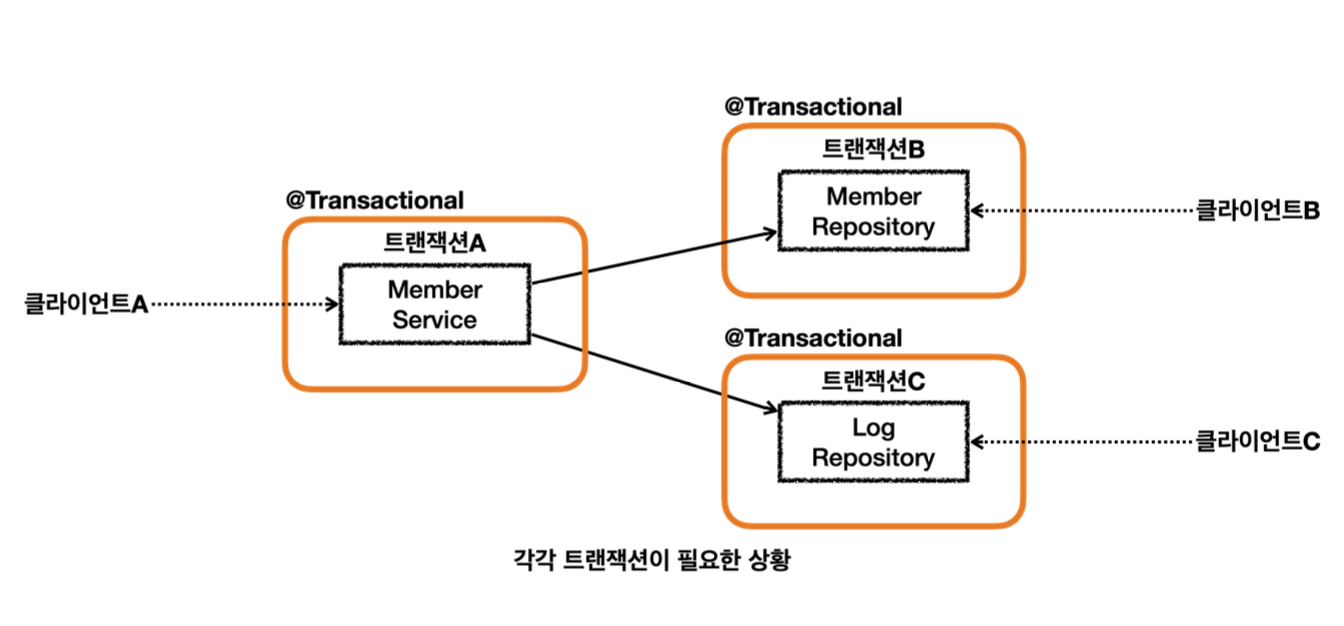 @Transactional
트랜잭션B
Member
Repository
클라이언트B
@Transactional
트랜잭션A
Member
Service
클라이언트A
@Transactional
트랜잭션C
Log
Repository
클라이언트C
각각 트랜잭션이 필요한 상황